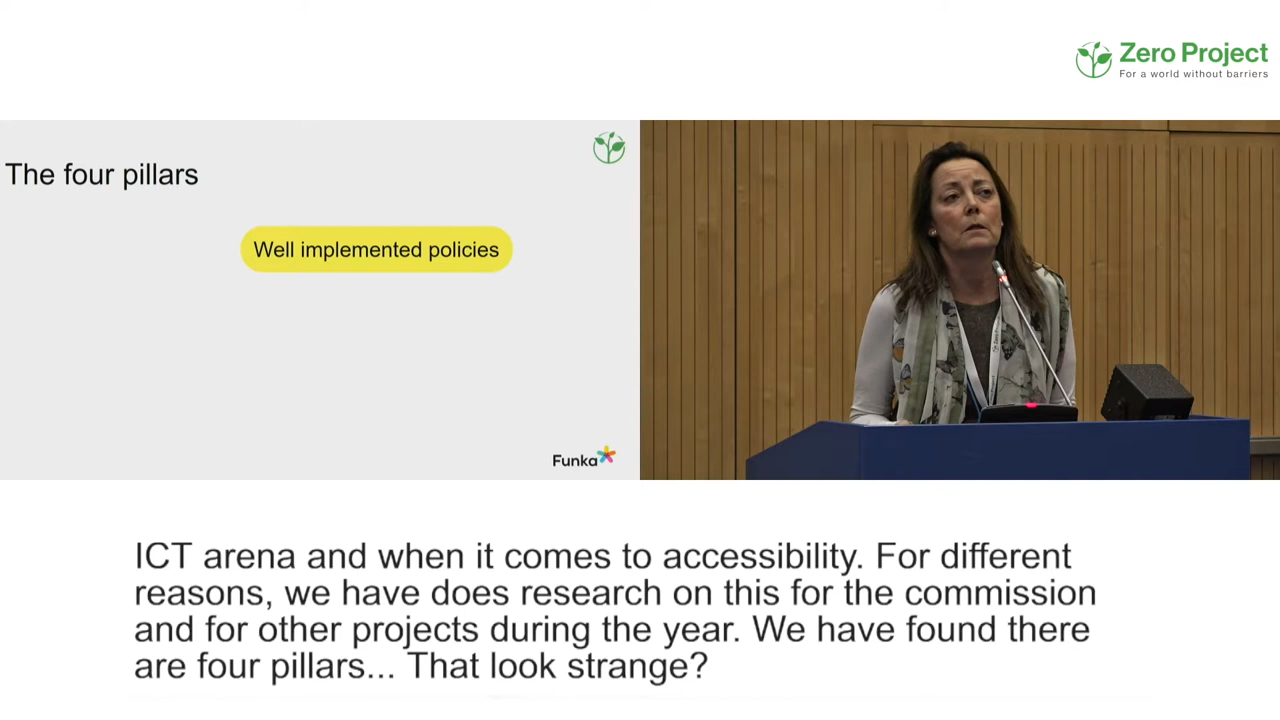 Zero Project
For a world without barriers
The four pillars
Well implemented policies
Funka
ICT arena and when it comes to accessibility. For different
reasons, we have does research on this for the commission
and for other projects during the year. We have found there
are four pillars... That look strange?